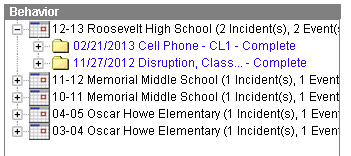 Behavior
12-13 Roosevelt High School (2 Incident(s), 2 Event(s
02/21/2013 Cell Phone - CL1 - Complete
11/27/2012 Disruption, Class... - CL1 - Complete
11-12 Memorial Middle School (1 Incident(s), 1 Event
10-11 Memorial Middle School (1 Incident(s), 1 Event
04-05 Oscar Howe Elementary (1 Incident(s), 1 Event
03-04 Oscar Howe Elementary (1 Incident(s), 1 Event